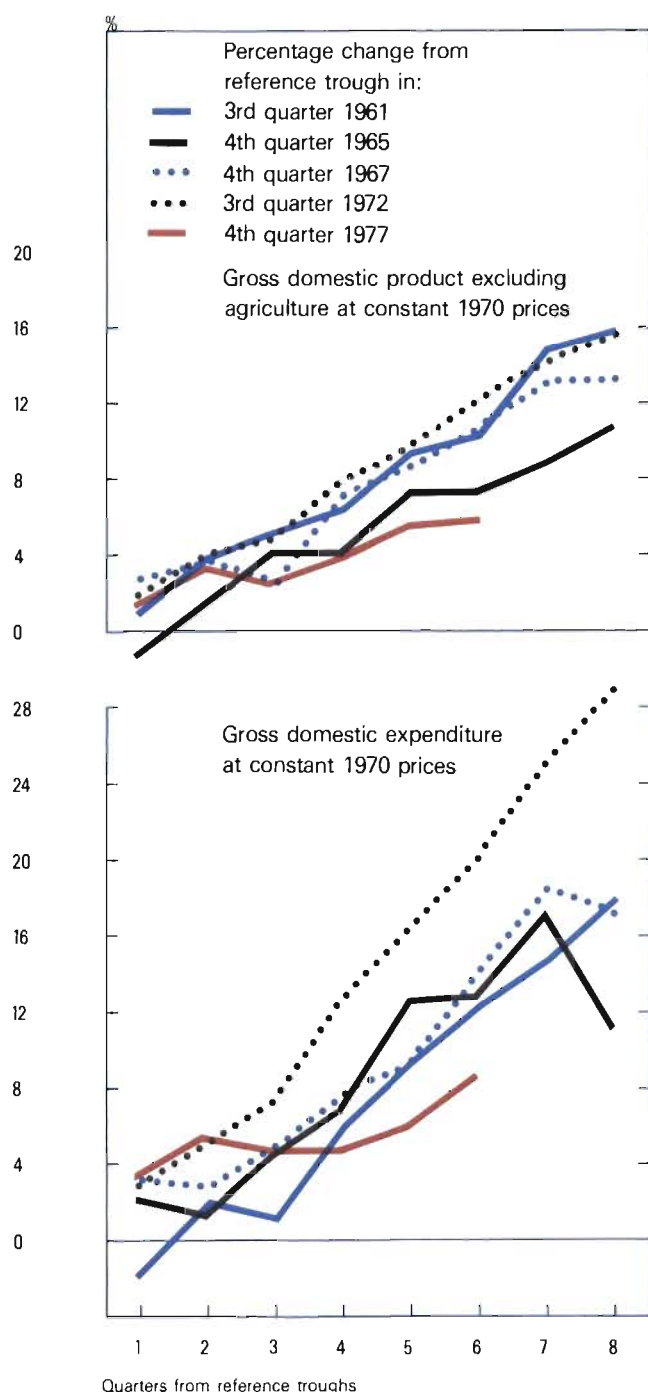 %
Percentage change from
reference trough in:
3rd quarter 1961
4th quarter 1965
4th quarter 1967
3rd quarter 1972
4th quarter 1977
Gross domestic product excluding
agriculture at constant 1970 prices
20
16
12
8
4
0
Gross domestic expenditure
at constant 1970 prices
28
24
20
16
12
8
4
0
1 2 3 4 5 6 7 8
Quarters from reference troughs